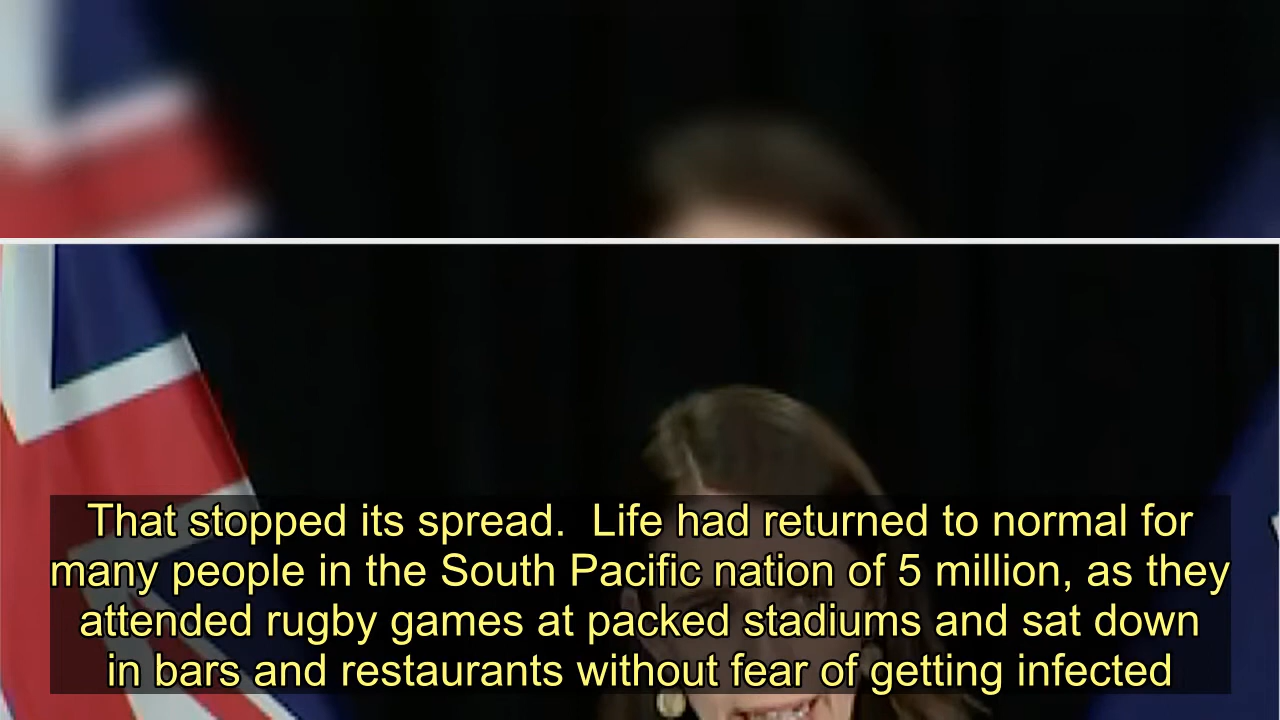 That stopped its spread.  Life had returned to normal for
many people in the South Pacific nation of 5 million, as they
attended rugby games at packed stadiums and sat down
in bars and restaurants without fear of getting infected